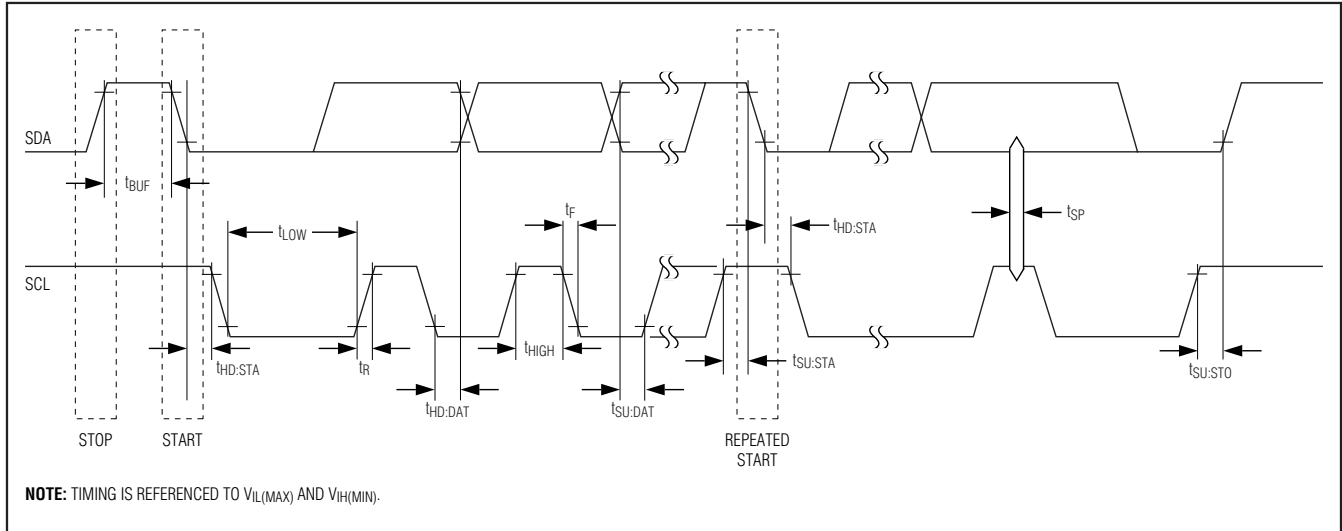 SDA
tBUF
tLOW
tF
tHD:STA
tSP
SCL
tHD:STA
tR
tHIGH
tHD:DAT
tSU:DAT
tSU:STA
tSU:STO
STOP
START
REPEATED
START
NOTE: TIMING IS REFERENCED TO VIL(MAX) AND VIH(MIN).